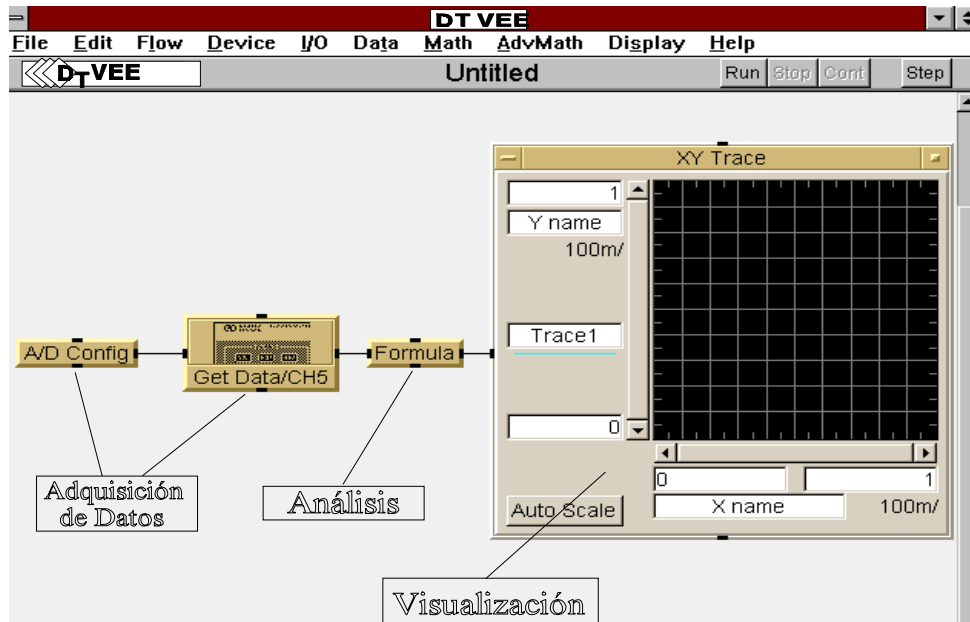 DT VEE
File Edit Flow Device I/O Data Math AdvMath Display Help
DTVEE Untitled Run Stop Cont Step
XY Trace
1
Y name
100m/
Trace1
0
0 1
Auto Scale X name 100m/
A/D Config
Get Data/CH5
Formula
Adquisición
de Datos
Análisis
Visualización